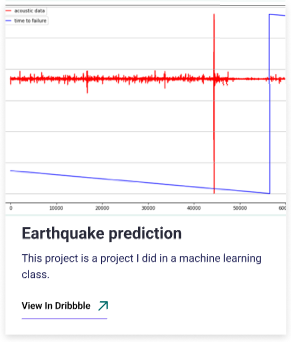 acoustic data
time to failure
0 10000 20000 30000 40000 50000 600
Earthquake prediction
This project is a project I did in a machine learning
class.
View In Dribbble